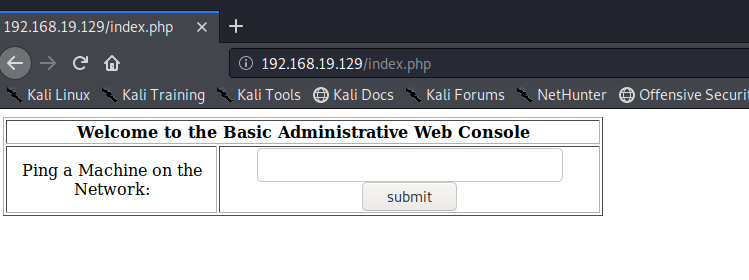 192.168.19.129/index.php
192.168.19.129/index.php
Kali Linux Kali Training Kali Tools Kali Docs Kali Forums NetHunter Offensive Securit
Welcome to the Basic Administrative Web Console
Ping a Machine on the
Network:
submit